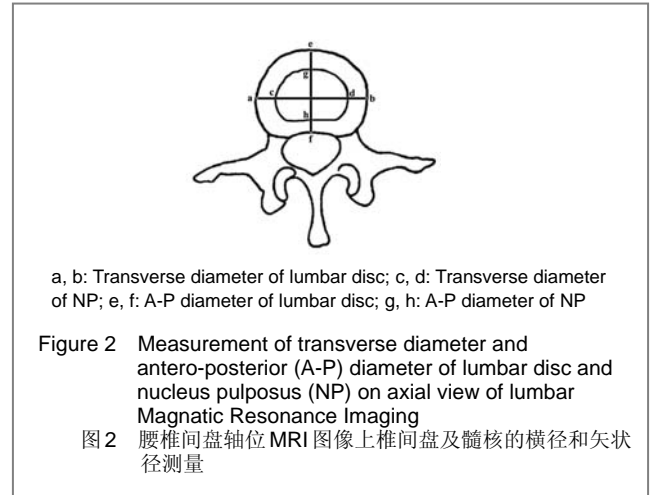 e
g
a c d b
h
f
a, b: Transverse diameter of lumbar disc; c, d: Transverse diameter
of NP; e, f: A-P diameter of lumbar disc; g, h: A-P diameter of NP
Figure 2 Measurement of transverse diameter and
antero-posterior (A-P) diameter of lumbar disc and
nucleus pulposus (NP) on axial view of lumbar
Magnatic Resonance Imaging
图2 腰椎间盘轴位MRI图像上椎间盘及髓核的横径和矢状
径测量